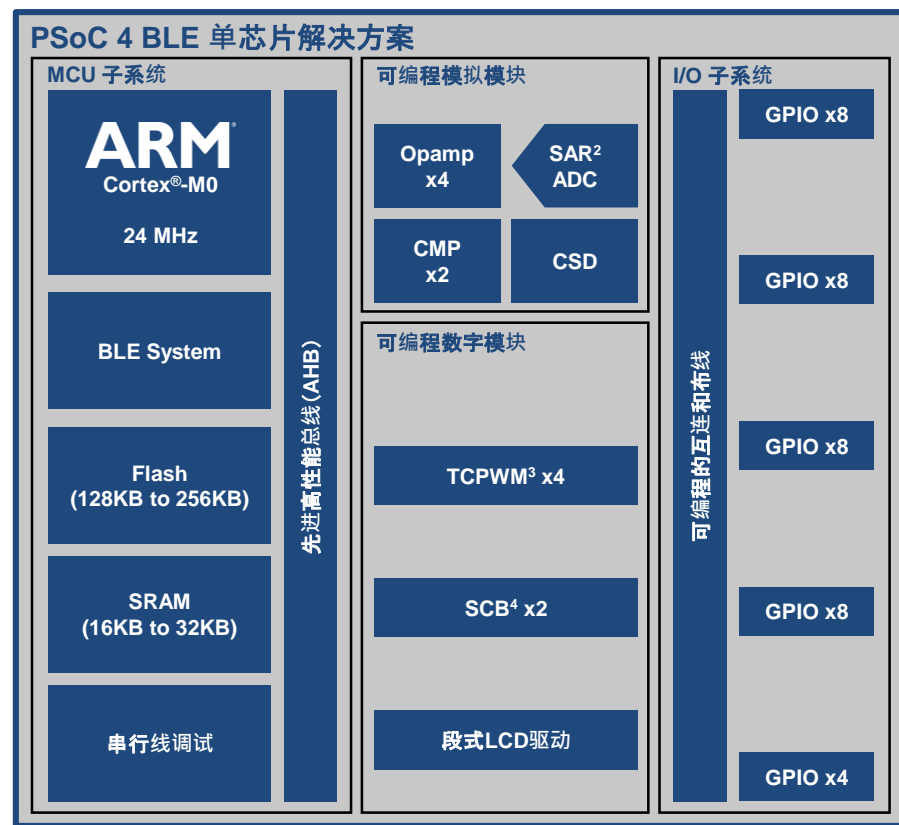 PSoC 4 BLE 单芯片解决方案
MCU 子系统
ARM®
Cortex®-M0
24 MHz
BLE System
Flash
(128KB to 256KB)
SRAM
(16KB to 32KB)
串行线调试
先进高性能总线(AHB)
可编程模拟模块
Opamp
x4
SAR²
ADC
CMP
x2
CSD
可编程数字模块
TCPWM³ x4
SCB⁴ x2
段式LCD驱动
I/O 子系统
可编程的互连和布线
GPIO x8
GPIO x8
GPIO x8
GPIO x8
GPIO x4